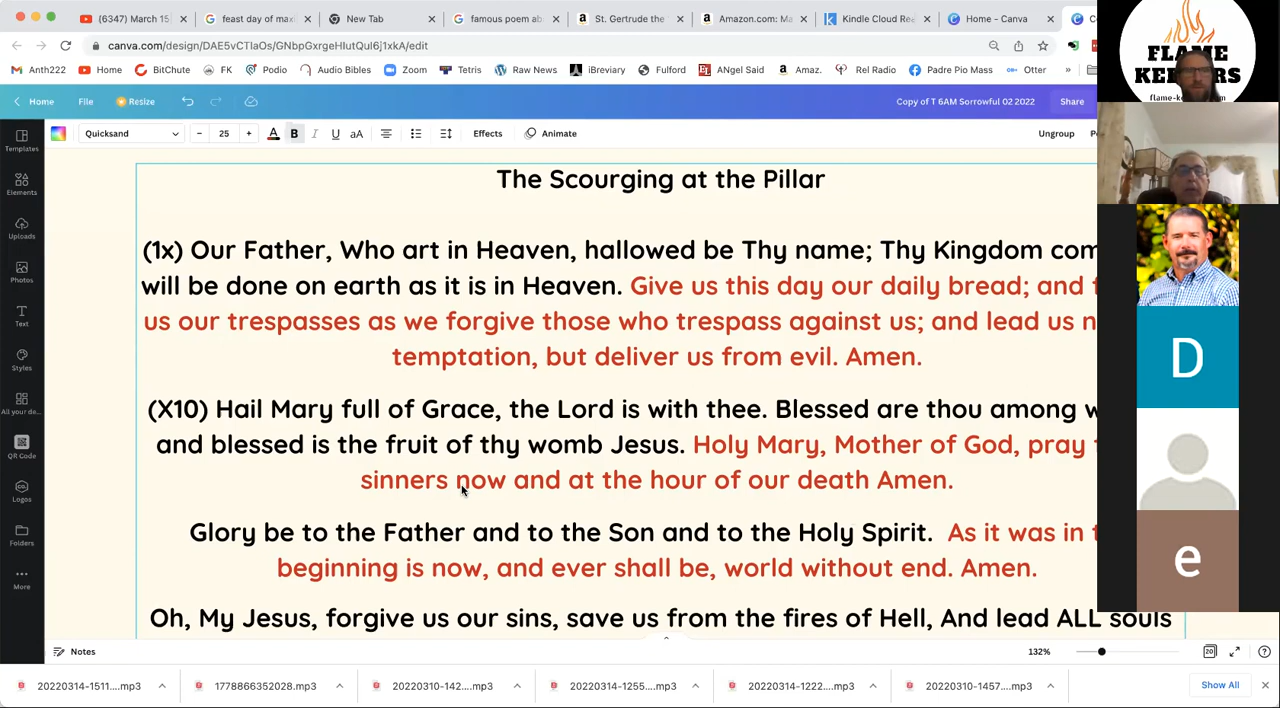 (6347) March 15
feast day of maxi
New Tab
famous poem ab
St. Gertrude the
Amazon.com: Ma
Kindle Cloud Rea
Home - Canva
canva.com/design/DAE5vCTIaOs/GNbpGxrgeHIutQuI6j1xkA/edit
Anth222
Home
BitChute
FK
Podio
Audio Bibles
Zoom
Tetris
Raw News
iBreviary
Fulford
ANgel Said
Amaz.
Rel Radio
Padre Pio Mass
Otter
»
Home
File
Resize
Copy of T 6AM Sorrowful 02 2022
Share
Quicksand
− 25 +
A B I U aA
Effects
Animate
Ungroup
Templates
Elements
Uploads
Photos
Text
Styles
All your de...
QR Code
Logos
Folders
More
The Scourging at the Pillar
(1x) Our Father, Who art in Heaven, hallowed be Thy name; Thy Kingdom com
will be done on earth as it is in Heaven. Give us this day our daily bread; and f
us our trespasses as we forgive those who trespass against us; and lead us n
temptation, but deliver us from evil. Amen.
(X10) Hail Mary full of Grace, the Lord is with thee. Blessed are thou among w
and blessed is the fruit of thy womb Jesus. Holy Mary, Mother of God, pray f
sinners now and at the hour of our death Amen.
Glory be to the Father and to the Son and to the Holy Spirit. As it was in t
beginning is now, and ever shall be, world without end. Amen.
Oh, My Jesus, forgive us our sins, save us from the fires of Hell, And lead ALL souls
Notes
132%
20
20220314-1511....mp3
1778866352028.mp3
20220310-142....mp3
20220314-1255....mp3
20220314-1222....mp3
20220310-1457....mp3
Show All
FLAME
D
e